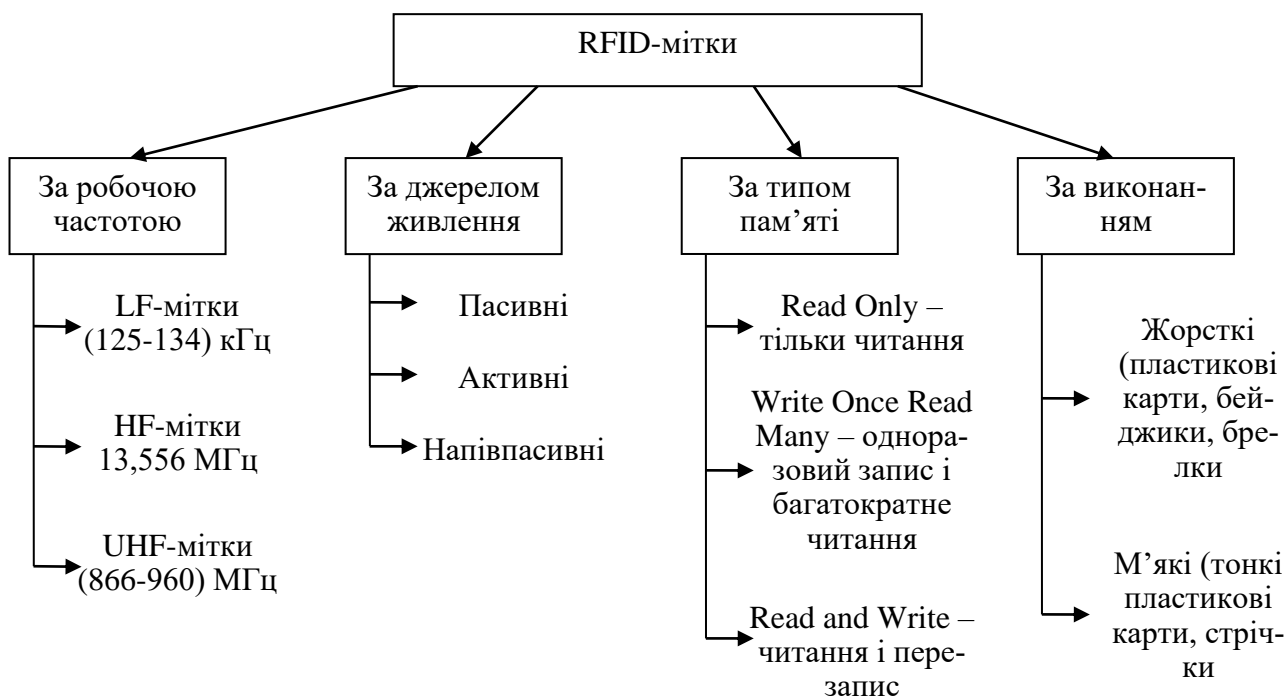 RFID-мітки
За робочою
частотою
LF-мітки
(125-134) кГц
HF-мітки
13,556 МГц
UHF-мітки
(866-960) МГц
За джерелом
живлення
Пасивні
Активні
Напівпасивні
За типом
пам’яті
Read Only –
тільки читання
Write Once Read
Many – однора-
зовий запис і
багатократне
читання
Read and Write –
читання і пере-
запис
За виконан-
ням
Жорсткі
(пластикові
карти, бей-
джики, бре-
лки
М’які (тонкі
пластикові
карти, стріч-
ки